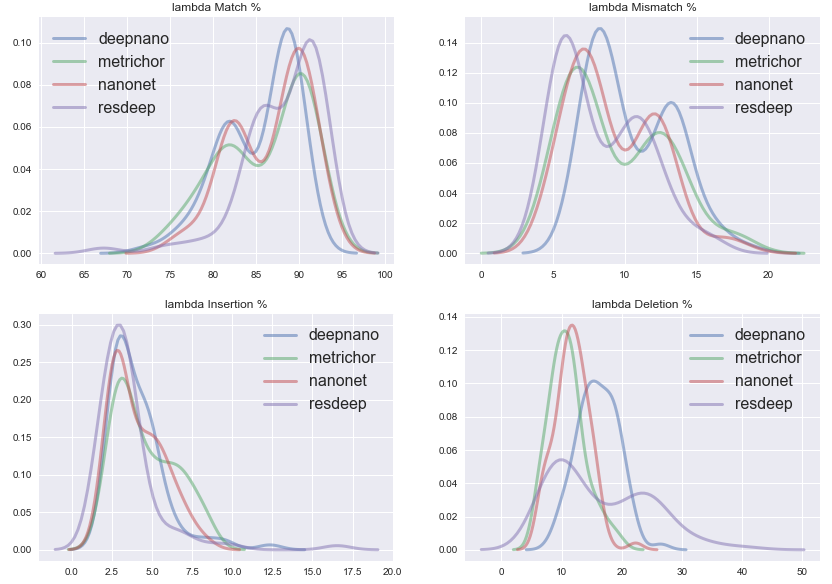 lambda Match %
0.10
0.08
0.06
0.04
0.02
0.00
60 65 70 75 80 85 90 95 100
deepnano
metrichor
nanonet
resdeep
lambda Mismatch %
0.14
0.12
0.10
0.08
0.06
0.04
0.02
0.00
0 5 10 15 20
deepnano
metrichor
nanonet
resdeep
lambda Insertion %
0.30
0.25
0.20
0.15
0.10
0.05
0.00
0.0 2.5 5.0 7.5 10.0 12.5 15.0 17.5 20.0
deepnano
metrichor
nanonet
resdeep
lambda Deletion %
0.14
0.12
0.10
0.08
0.06
0.04
0.02
0.00
0 10 20 30 40 50
deepnano
metrichor
nanonet
resdeep